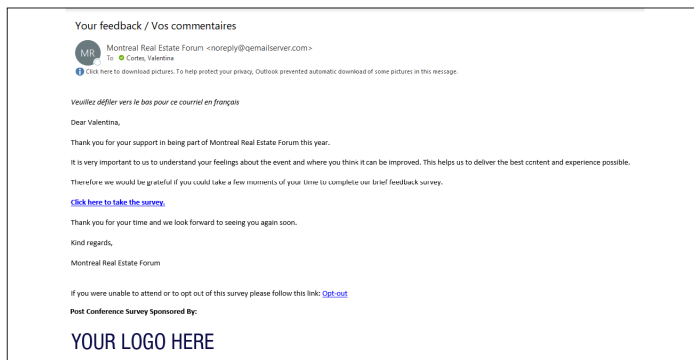 Your feedback / Vos commentaires
MR
Montreal Real Estate Forum <noreply@qemailserver.com>
To Cortes, Valentina
Click here to download pictures. To help protect your privacy, Outlook prevented automatic download of some pictures in this message.
Veuillez défiler vers le bas pour ce courriel en français
Dear Valentina,
Thank you for your support in being part of Montreal Real Estate Forum this year.
It is very important to us to understand your feelings about the event and where you think it can be improved. This helps us to deliver the best content and experience possible.
Therefore we would be grateful if you could take a few moments of your time to complete our brief feedback survey.
Click here to take the survey.
Thank you for your time and we look forward to seeing you again soon.
Kind regards,
Montreal Real Estate Forum
If you were unable to attend or to opt out of this survey please follow this link: Opt-out
Post Conference Survey Sponsored By:
YOUR LOGO HERE